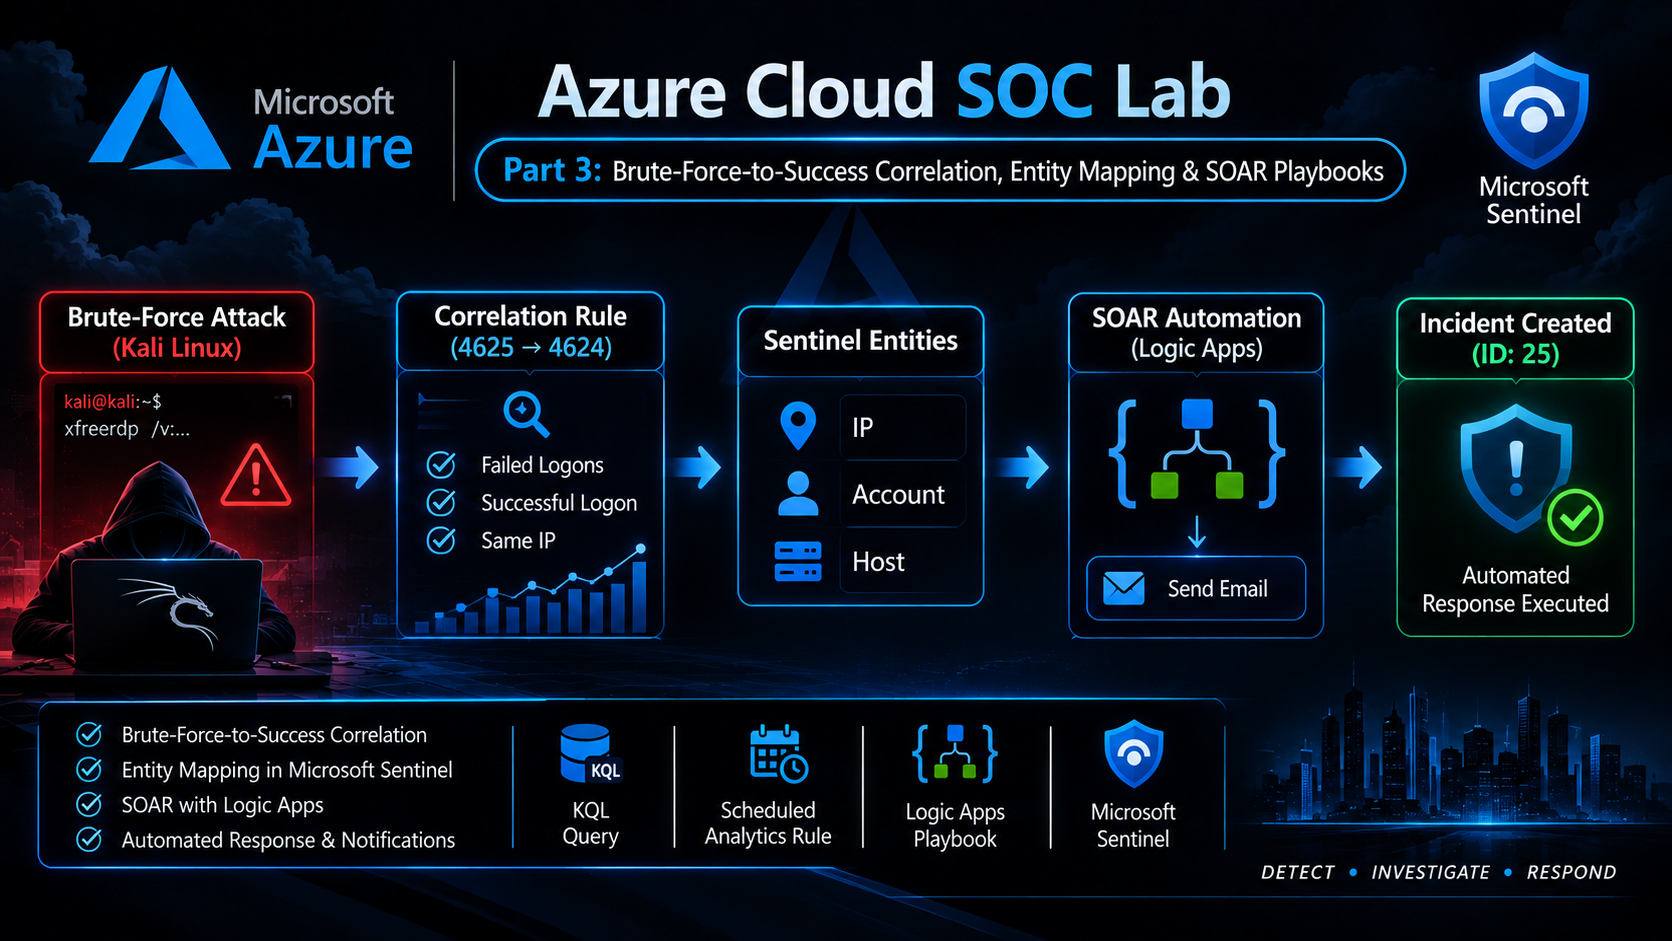 Microsoft
Azure
Azure Cloud SOC Lab
Part 3: Brute-Force-to-Success Correlation, Entity Mapping & SOAR Playbooks
Microsoft
Sentinel
Brute-Force Attack
(Kali Linux)
kali@kali:~$
xfreerdp /v:...
Correlation Rule
(4625 → 4624)
Failed Logons
Successful Logon
Same IP
Sentinel Entities
IP
Account
Host
SOAR Automation
(Logic Apps)
Send Email
Incident Created
(ID: 25)
Automated
Response Executed
Brute-Force-to-Success Correlation
Entity Mapping in Microsoft Sentinel
SOAR with Logic Apps
Automated Response & Notifications
KQL
KQL
Query
Scheduled
Analytics Rule
Logic Apps
Playbook
Microsoft
Sentinel
DETECT • INVESTIGATE • RESPOND